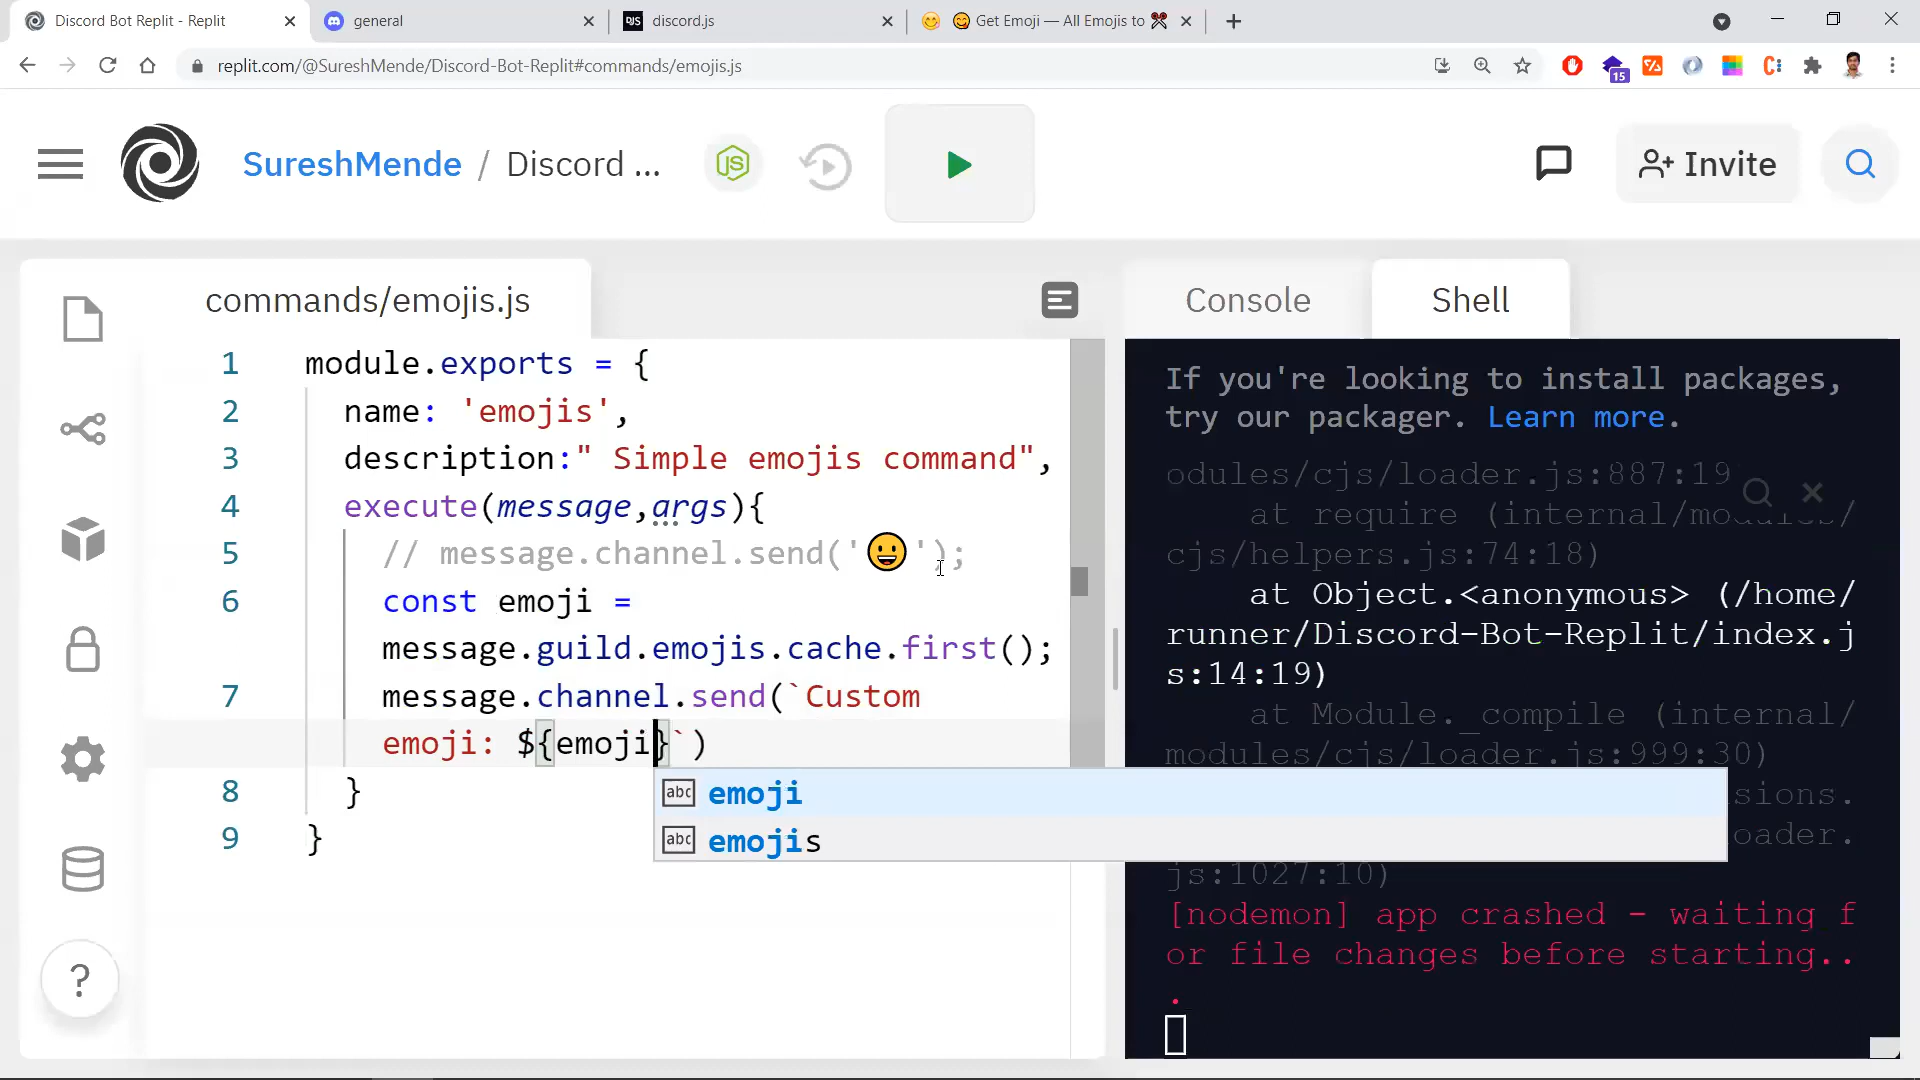 Discord Bot Replit - Replit
general
DJS discord.js
😋 Get Emoji — All Emojis to ✂
replit.com/@SureshMende/Discord-Bot-Replit#commands/emojis.js
15
SureshMende / Discord ...
JS
Invite
commands/emojis.js
Console
Shell
1 module.exports = {
2 name: 'emojis',
3 description:" Simple emojis command",
4 execute(message,args){
5 // message.channel.send('😀');
6 const emoji =
message.guild.emojis.cache.first();
7 message.channel.send(`Custom
emoji: ${emoji}`)
8 }
9 }
abc emoji
abc emojis
?
If you're looking to install packages,
try our packager. Learn more.
odules/cjs/loader.js:887:19
at require (internal/modules/
cjs/helpers.js:74:18)
at Object.<anonymous> (/home/
runner/Discord-Bot-Replit/index.j
s:14:19)
at Module._compile (internal/
modules/cjs/loader.js:999:30)
sions.
oader.
js:1027:10)
[nodemon] app crashed - waiting f
or file changes before starting..
.